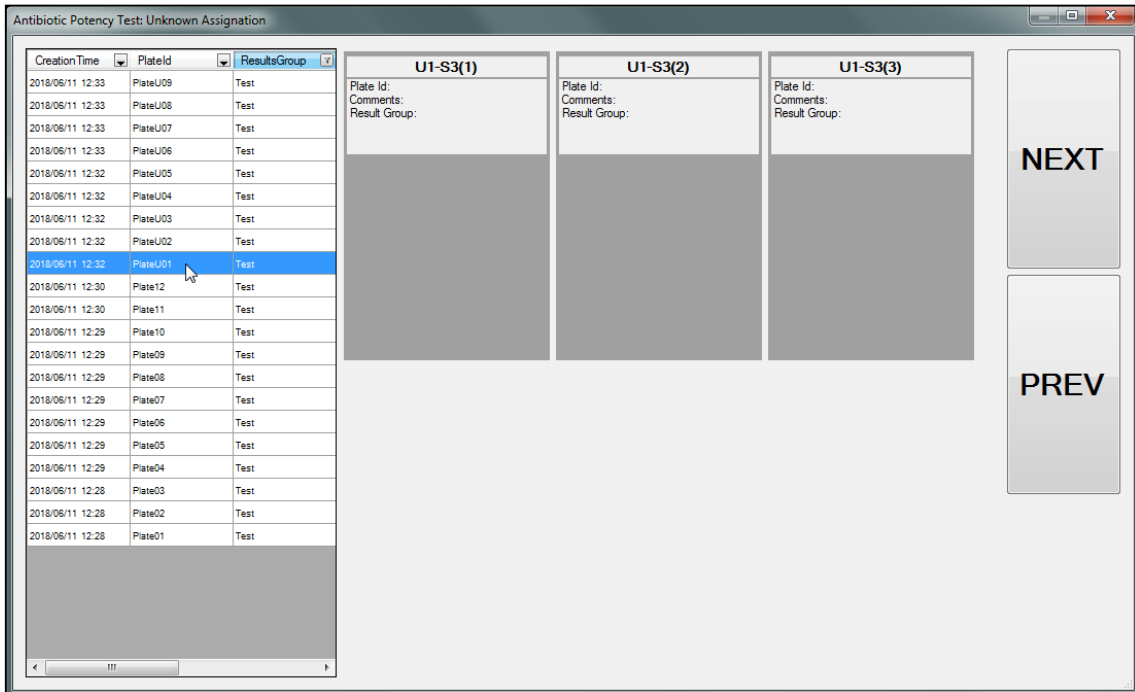 Antibiotic Potency Test: Unknown Assignation
Creation Time PlateId ResultsGroup
2018/06/11 12:33 PlateU09 Test
2018/06/11 12:33 PlateU08 Test
2018/06/11 12:33 PlateU07 Test
2018/06/11 12:33 PlateU06 Test
2018/06/11 12:32 PlateU05 Test
2018/06/11 12:32 PlateU04 Test
2018/06/11 12:32 PlateU03 Test
2018/06/11 12:32 PlateU02 Test
2018/06/11 12:32 PlateU01 Test
2018/06/11 12:30 Plate12 Test
2018/06/11 12:30 Plate11 Test
2018/06/11 12:29 Plate10 Test
2018/06/11 12:29 Plate09 Test
2018/06/11 12:29 Plate08 Test
2018/06/11 12:29 Plate07 Test
2018/06/11 12:29 Plate06 Test
2018/06/11 12:29 Plate05 Test
2018/06/11 12:29 Plate04 Test
2018/06/11 12:28 Plate03 Test
2018/06/11 12:28 Plate02 Test
2018/06/11 12:28 Plate01 Test
U1-S3(1)
Plate Id:
Comments:
Result Group:
U1-S3(2)
Plate Id:
Comments:
Result Group:
U1-S3(3)
Plate Id:
Comments:
Result Group:
NEXT
PREV